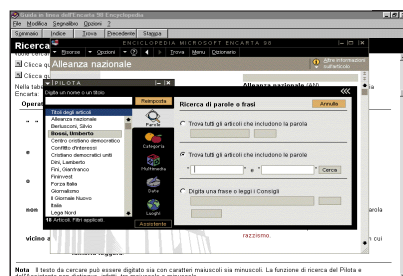 Guida in linea dell'Encarta 98 Encyclopedia
File Modifica Segnalibro Opzioni ?
Sommario Indice Trova Precedente Stampa
Ricerca
ENCICLOPEDIA MICROSOFT ENCARTA 98
Risorse Opzioni ? Trova Menu Dizionario
Alleanza nazionale
Altre informazioni sull'articolo
Clicca
Clicca qu
Nella tabe
Encarta:
Operat
PILOTA
Digita un nome o un titolo
Reimposta
Titoli degli articoli
Alleanza nazionale
Berlusconi, Silvio
Bossi, Umberto
Centro cristiano democratico
Conflitto d'interessi
Cristiano democratici uniti
Dini, Lamberto
Fini, Gianfranco
Fininvest
Forza Italia
Giornalismo
Il Giornale Nuovo
Italia
Lega Nord
18 Articoli. Filtri applicati.
Parole
Categoria
Multimedia
Date
Luoghi
Assistente
Alleanza nazionale (AN)
Ricerca di parole o frasi
Annulla
Trova tutti gli articoli che includono la parola
Trova tutti gli articoli che includono le parole
" " e " "
Cerca
Digita una frase o leggi i Consigli
e
o
non
parola
vicino a
n cui
razzismo.
Nota Il testo da cercare può essere digitato sia con caratteri maiuscoli sia minuscoli. La funzione di ricerca del Pilota e